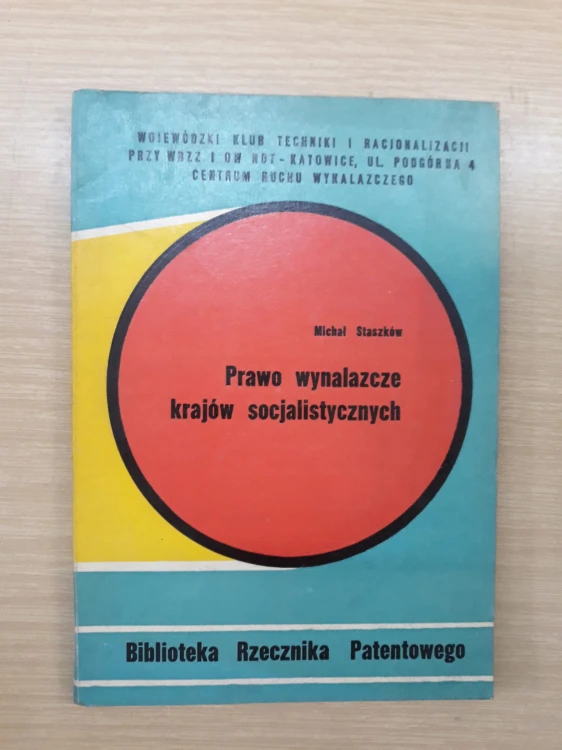 WOJEWÓDZKI KLUB TECHNIKI I RACJONALIZACJI
PRZY WRZZ I OW NOT - KATOWICE, UL. PODGÓRNA 4
CENTRUM RUCHU WYNALAZCZEGO
Michał Staszków
Prawo wynalazcze
krajów socjalistycznych
Biblioteka Rzecznika Patentowego